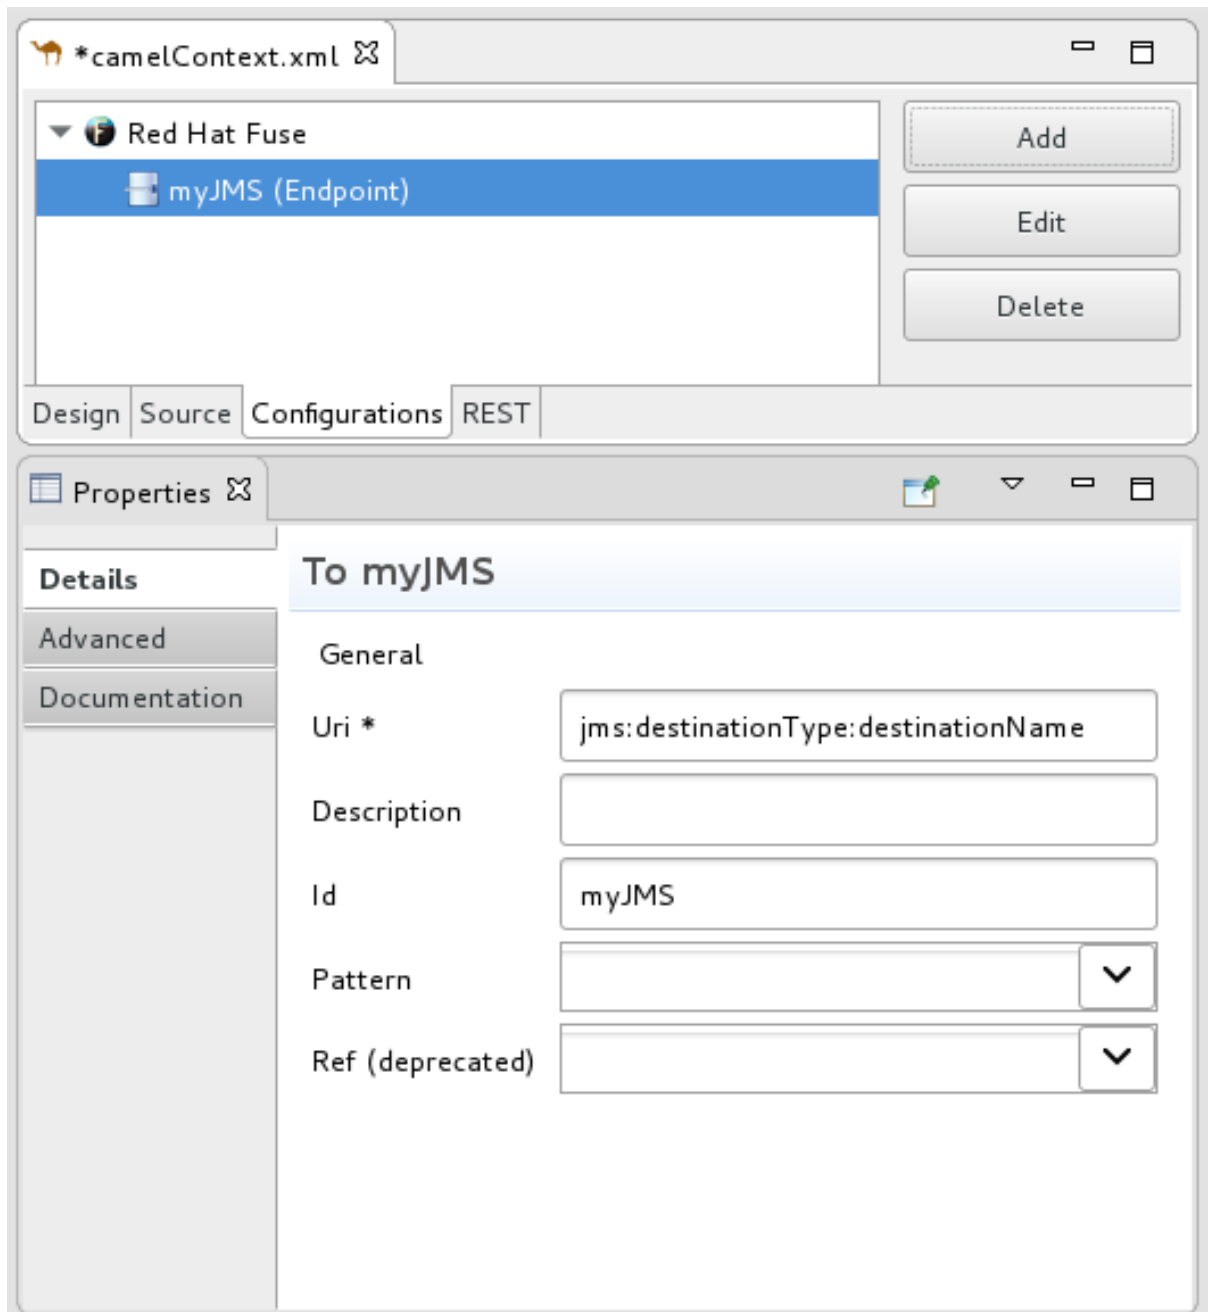 *camelContext.xml
Red Hat Fuse
Add
myJMS (Endpoint)
Edit
Delete
Design Source Configurations REST
Properties
Details
To myJMS
Advanced
General
Documentation
Uri * jms:destinationType:destinationName
Description
Id myJMS
Pattern
Ref (deprecated)